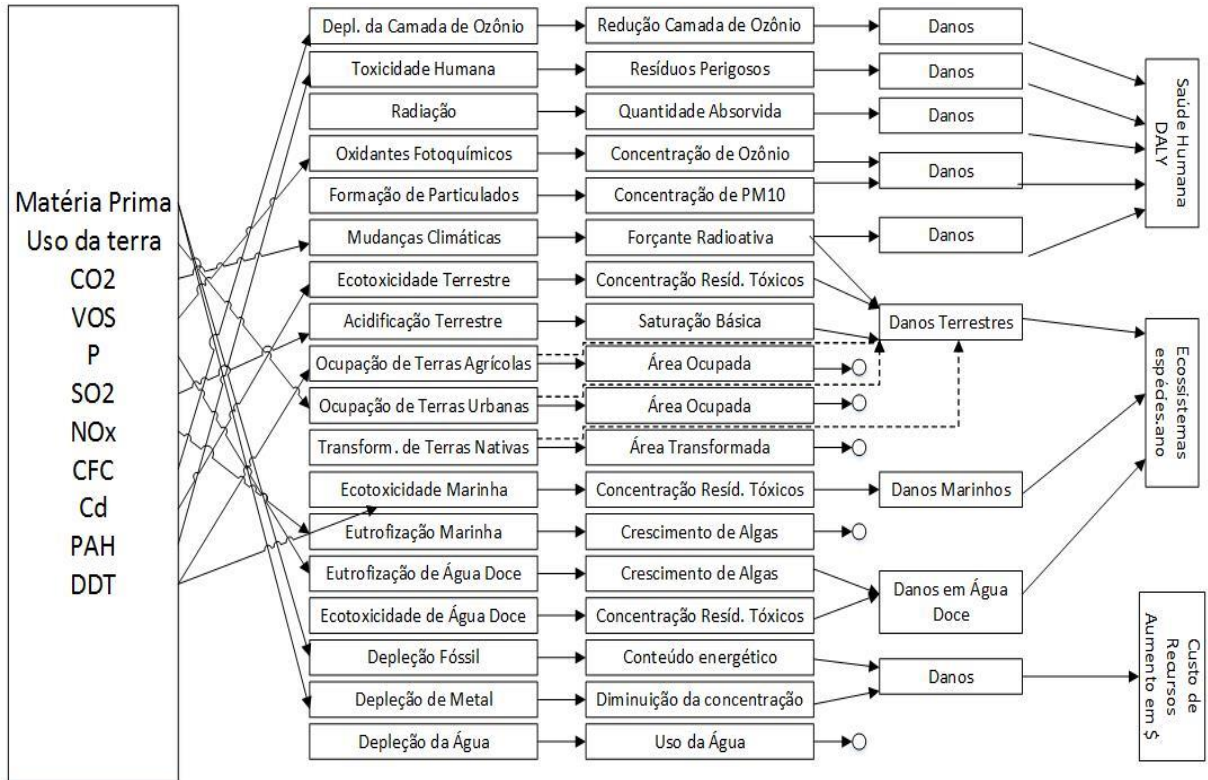 Matéria Prima
Uso da terra
CO2
VOS
P
SO2
NOx
CFC
Cd
PAH
DDT
Depl. da Camada de Ozônio
Toxicidade Humana
Radiação
Oxidantes Fotoquímicos
Formação de Particulados
Mudanças Climáticas
Ecotoxicidade Terrestre
Acidificação Terrestre
Ocupação de Terras Agrícolas
Ocupação de Terras Urbanas
Transform. de Terras Nativas
Ecotoxicidade Marinha
Eutrofização Marinha
Eutrofização de Água Doce
Ecotoxicidade de Água Doce
Depleção Fóssil
Depleção de Metal
Depleção da Água
Redução Camada de Ozônio
Resíduos Perigosos
Quantidade Absorvida
Concentração de Ozônio
Concentração de PM10
Forçante Radioativa
Concentração Resíd. Tóxicos
Saturação Básica
Área Ocupada
Área Ocupada
Área Transformada
Concentração Resíd. Tóxicos
Crescimento de Algas
Crescimento de Algas
Concentração Resíd. Tóxicos
Conteúdo energético
Diminuição da concentração
Uso da Água
Danos
Danos
Danos
Danos
Danos
Danos Terrestres
Danos Marinhos
Danos em Água
Doce
Danos
Saúde Humana
DALY
Ecossistemas
espécies.ano
Custo de
Recursos
Aumento em $